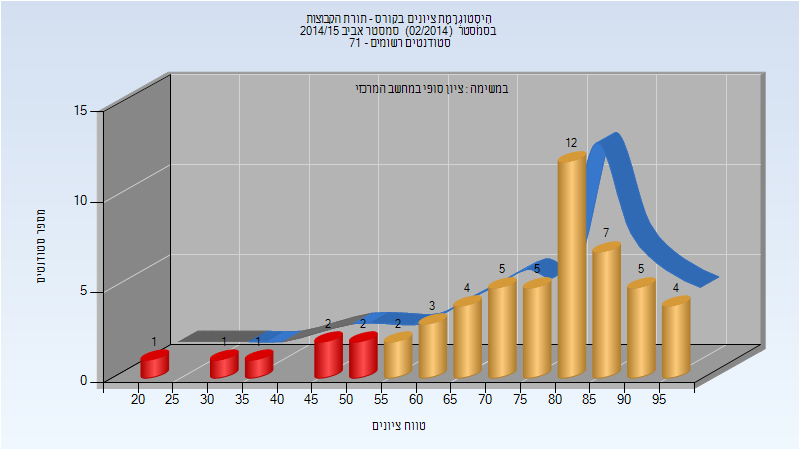 היסטוגרמת ציונים בקורס - תורת הקבוצות
בסמסטר (02/2014) סמסטר אביב 2014/15
סטודנטים רשומים - 71
במשימה : ציון סופי במחשב המרכזי
15
10
5
0
מספר סטודנטים
1
1
1
2
2
2
3
4
5
5
12
7
5
4
20 25 30 35 40 45 50 55 60 65 70 75 80 85 90 95
טווח ציונים